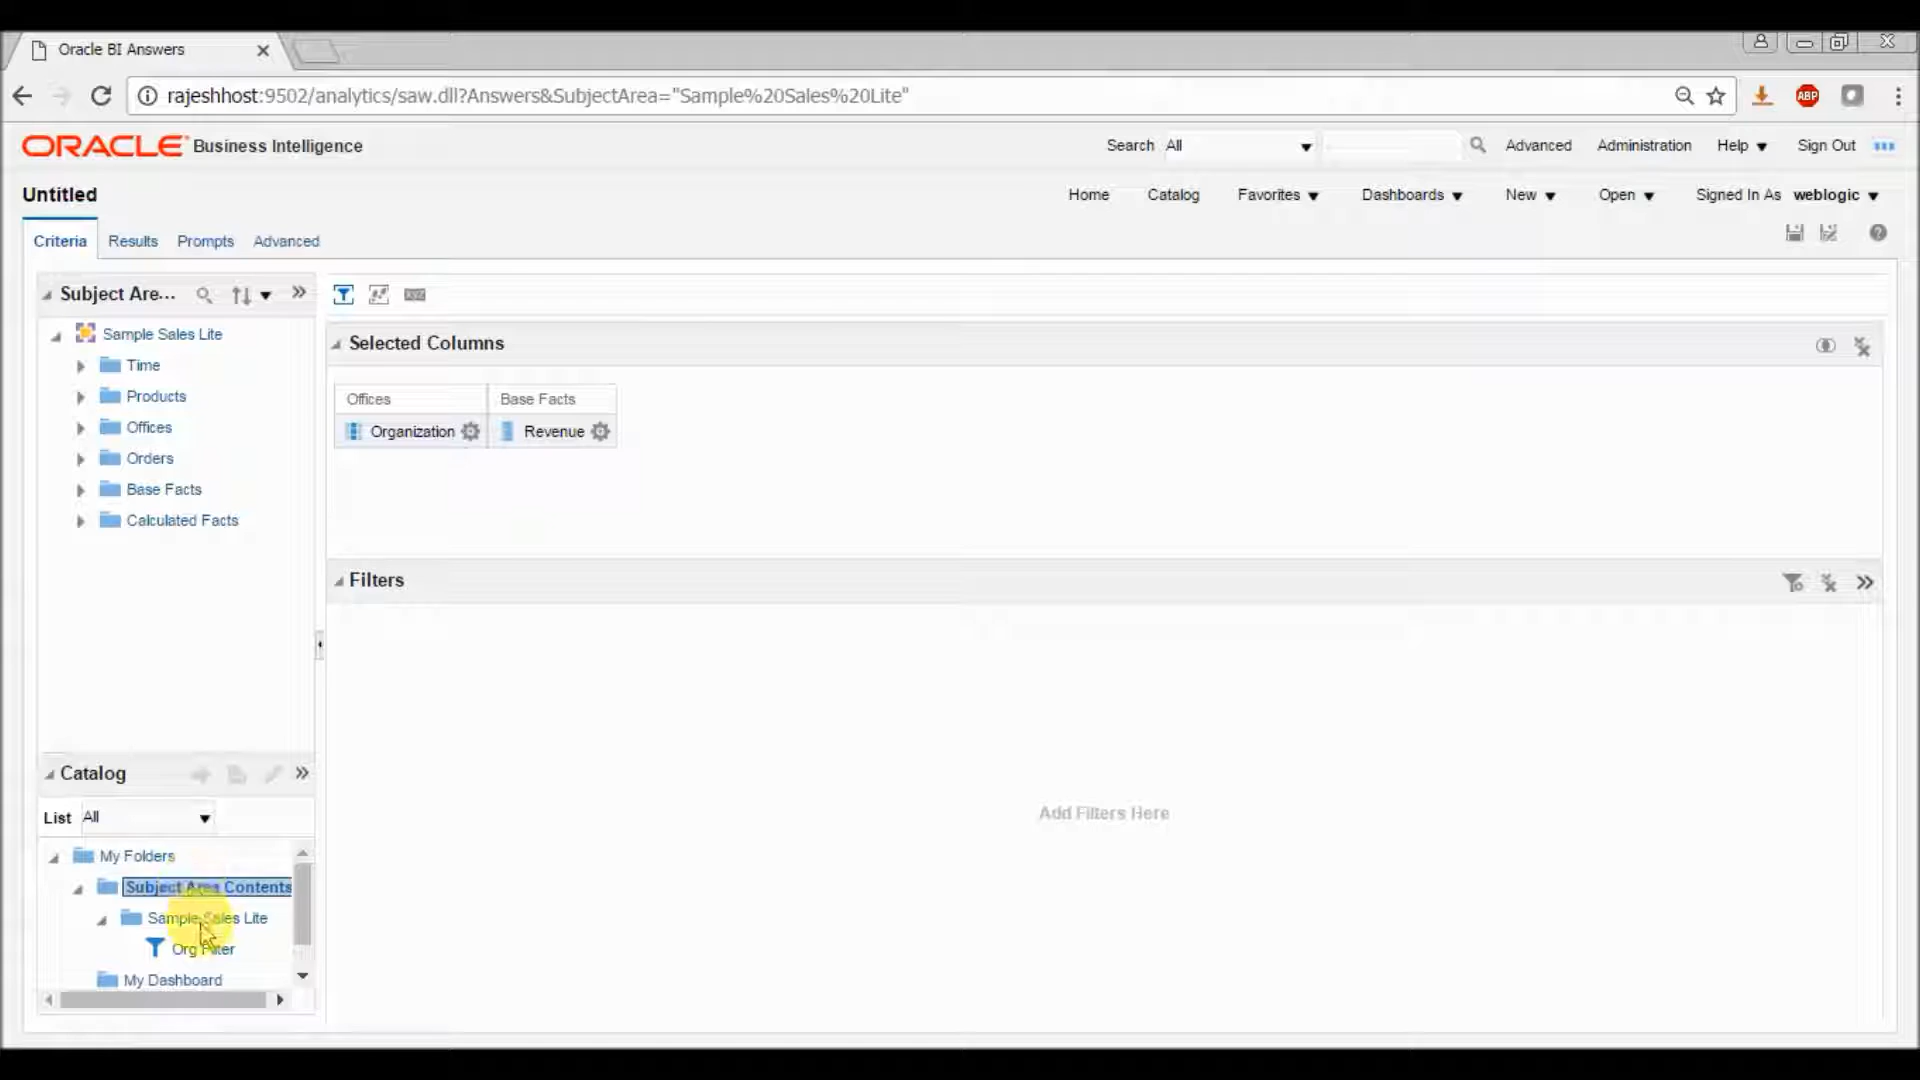 Oracle BI Answers
rajeshhost:9502/analytics/saw.dll?Answers&SubjectArea="Sample%20Sales%20Lite"
ABP
ORACLE Business Intelligence
Search All
Advanced Administration Help Sign Out
Untitled
Home Catalog Favorites Dashboards New Open Signed In As weblogic
Criteria Results Prompts Advanced
Subject Are...
Sample Sales Lite
Time
Products
Offices
Orders
Base Facts
Calculated Facts
Selected Columns
Offices Base Facts
Organization Revenue
Filters
Add Filters Here
Catalog
List All
My Folders
Subject Area Contents
Sample Sales Lite
Org Filter
My Dashboard